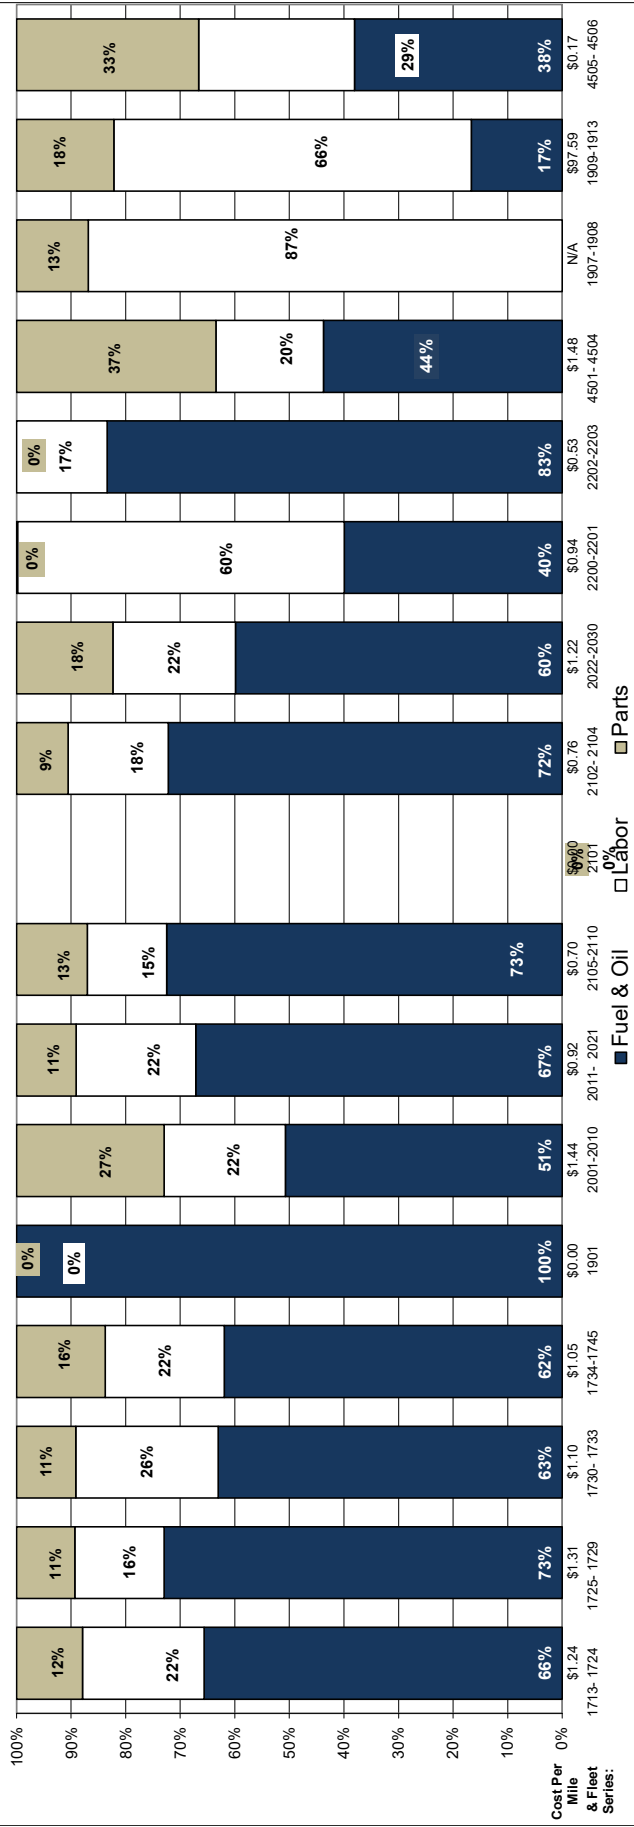 100%
90%
80%
70%
60%
50%
40%
30%
20%
10%
0%
12% 11% 11% 16% 0% 27% 11% 13% 9% 18% 0% 0% 37% 13% 18% 33%
22% 16% 26% 22% 0% 22% 22% 15% 0% 18% 22% 60% 17% 20% 87% 66% 29%
66% 73% 63% 62% 100% 51% 67% 73% 0% 72% 60% 40% 83% 44% 17% 38%
Cost Per
Mile
& Fleet
Series:
$1.24 $1.31 $1.10 $1.05 $0.00 $1.44 $0.92 $0.70 $0.00 $0.76 $1.22 $0.94 $0.53 $1.48 N/A $97.59 $0.17
1713- 1724 1725- 1729 1730- 1733 1734-1745 1901 2001-2010 2011- 2021 2105-2110 2101 2102- 2104 2022-2030 2200-2201 2202-2203 4501- 4504 1907-1908 1909-1913 4505- 4506
Fuel & Oil Labor Parts